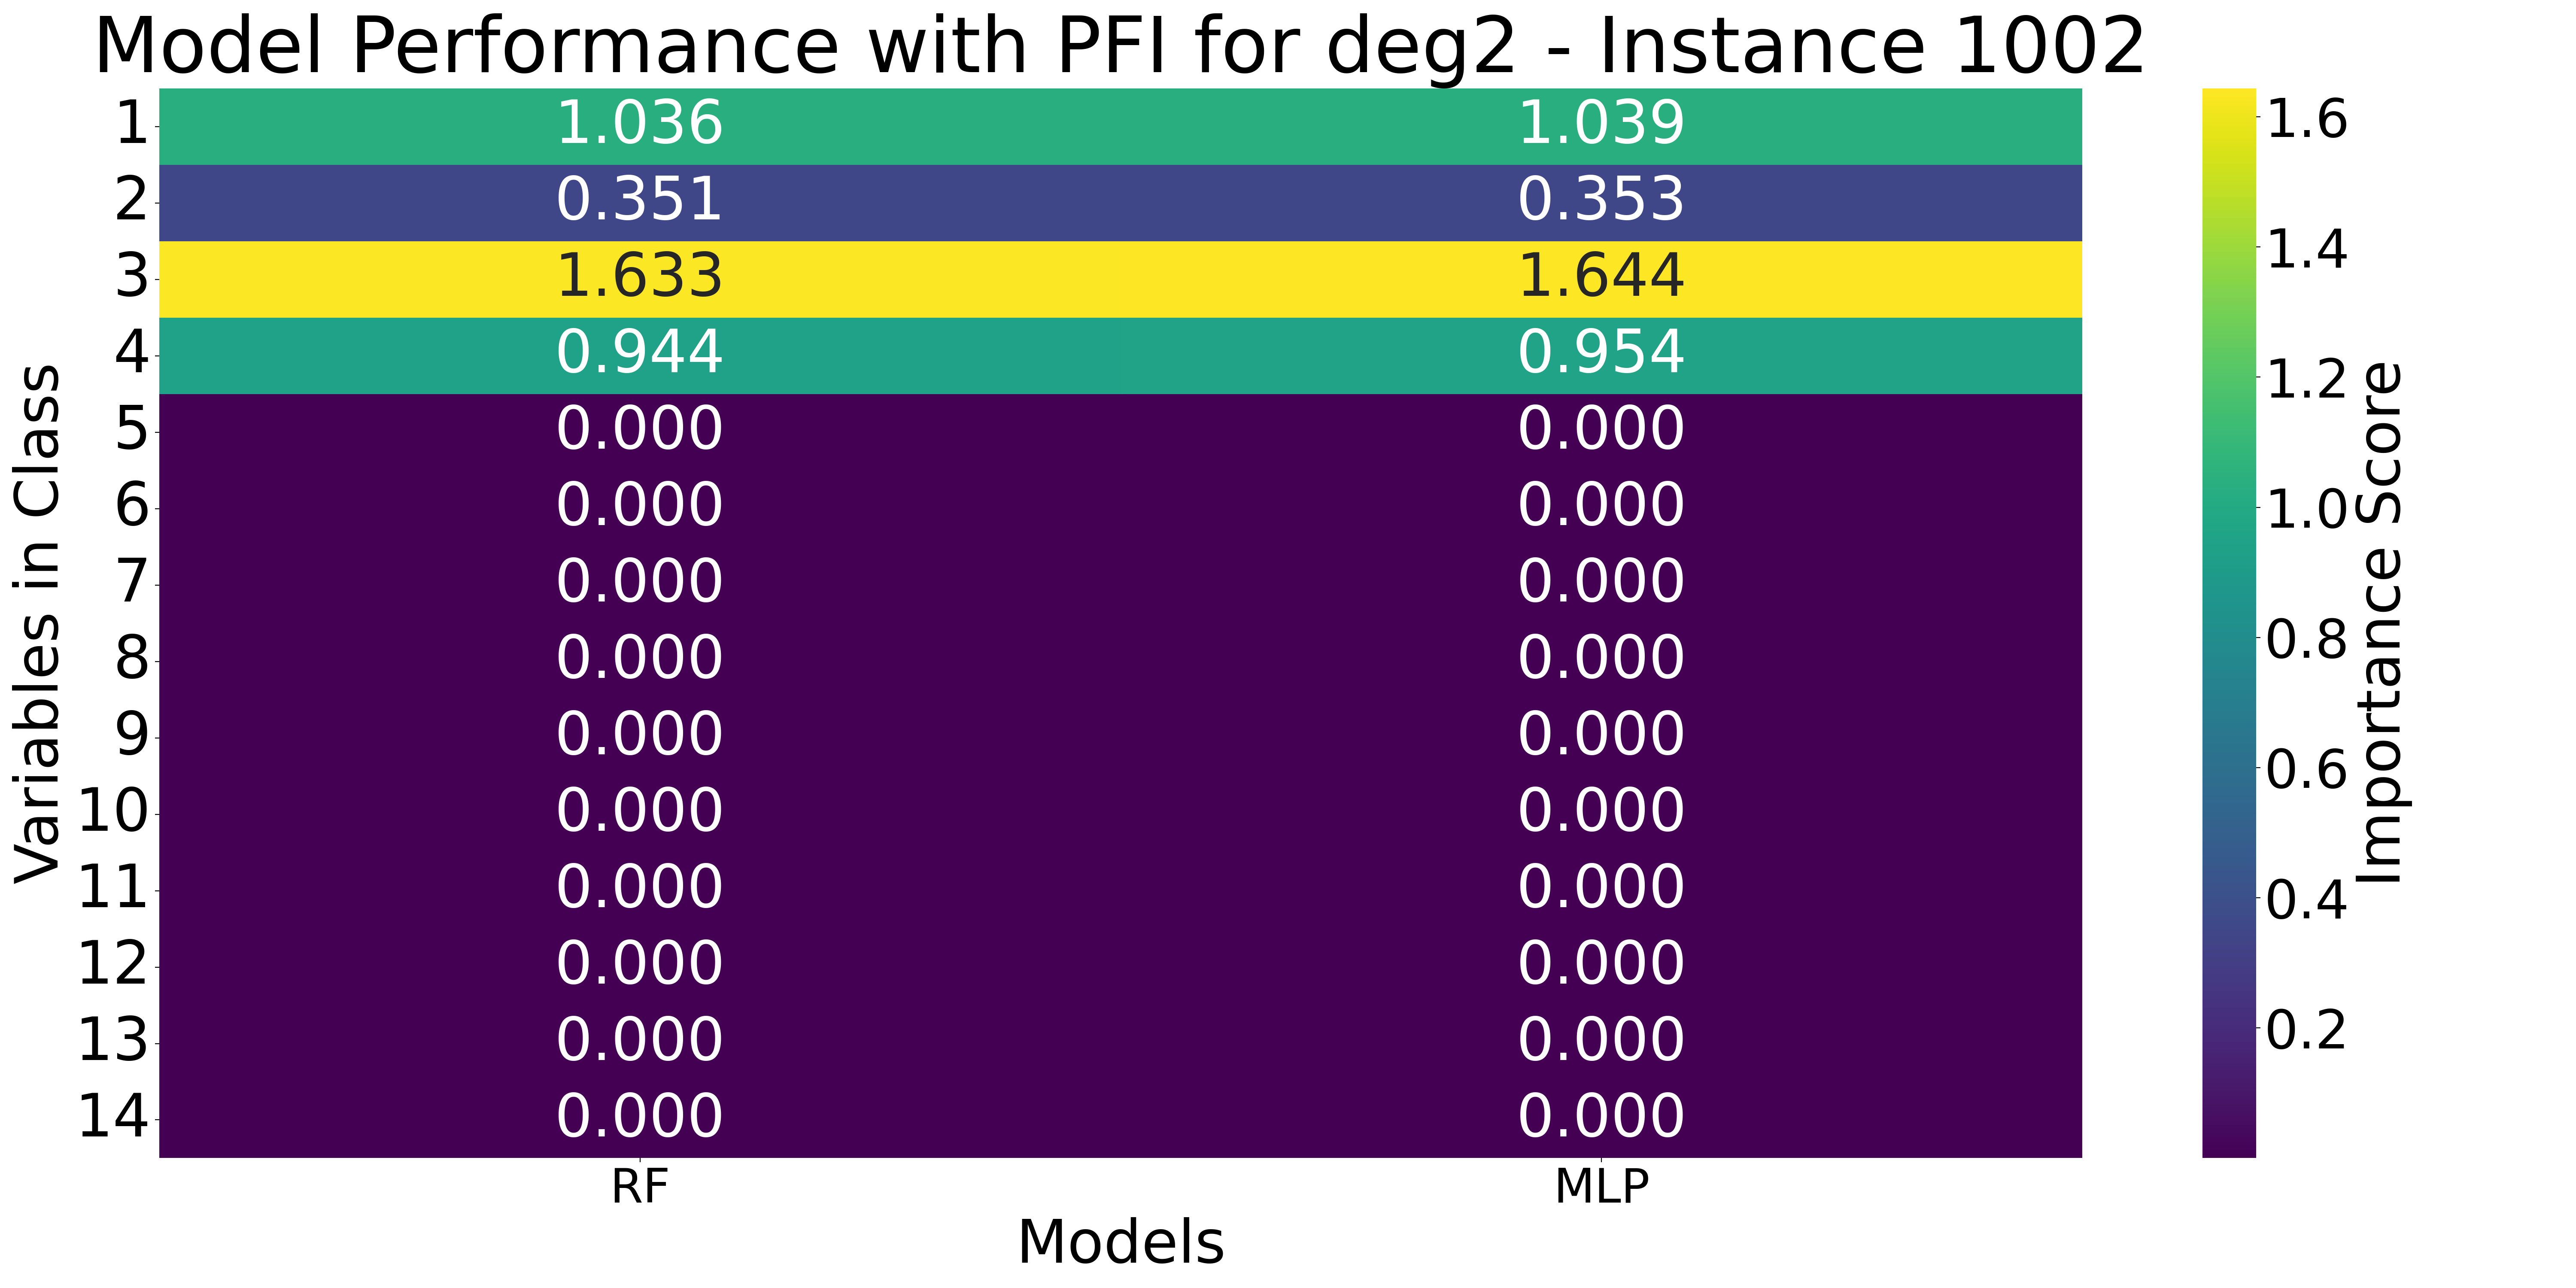 Model Performance with PFI for deg2 - Instance 1002
Variables in Class
1 1.036 1.039
2 0.351 0.353
3 1.633 1.644
4 0.944 0.954
5 0.000 0.000
6 0.000 0.000
7 0.000 0.000
8 0.000 0.000
9 0.000 0.000
10 0.000 0.000
11 0.000 0.000
12 0.000 0.000
13 0.000 0.000
14 0.000 0.000
RF MLP
Models
1.6
1.4
1.2
1.0
0.8
0.6
0.4
0.2
Importance Score